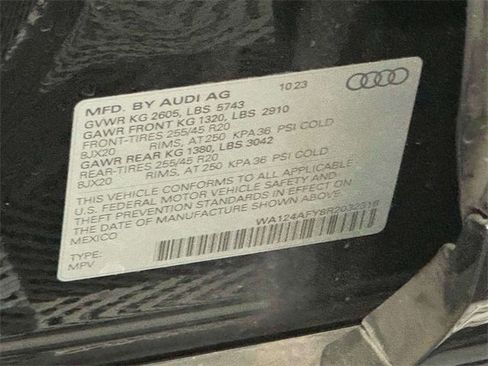 MFD. BY AUDI AG 10 23
GVWR KG 2605, LBS 5743
GAWR FRONT KG 1320, LBS 2910
FRONT-TIRES 255/45 R20
8JX20 RIMS, AT 250 KPA 36 PSI COLD
GAWR REAR KG 1380, LBS 3042
REAR-TIRES 255/45 R20
8JX20 RIMS, AT 250 KPA 36 PSI COLD
THIS VEHICLE CONFORMS TO ALL APPLICABLE
U.S. FEDERAL MOTOR VEHICLE SAFETY AND
THEFT PREVENTION STANDARDS IN EFFECT ON
THE DATE OF MANUFACTURE SHOWN ABOVE.
MEXICO
TYPE:
MPV